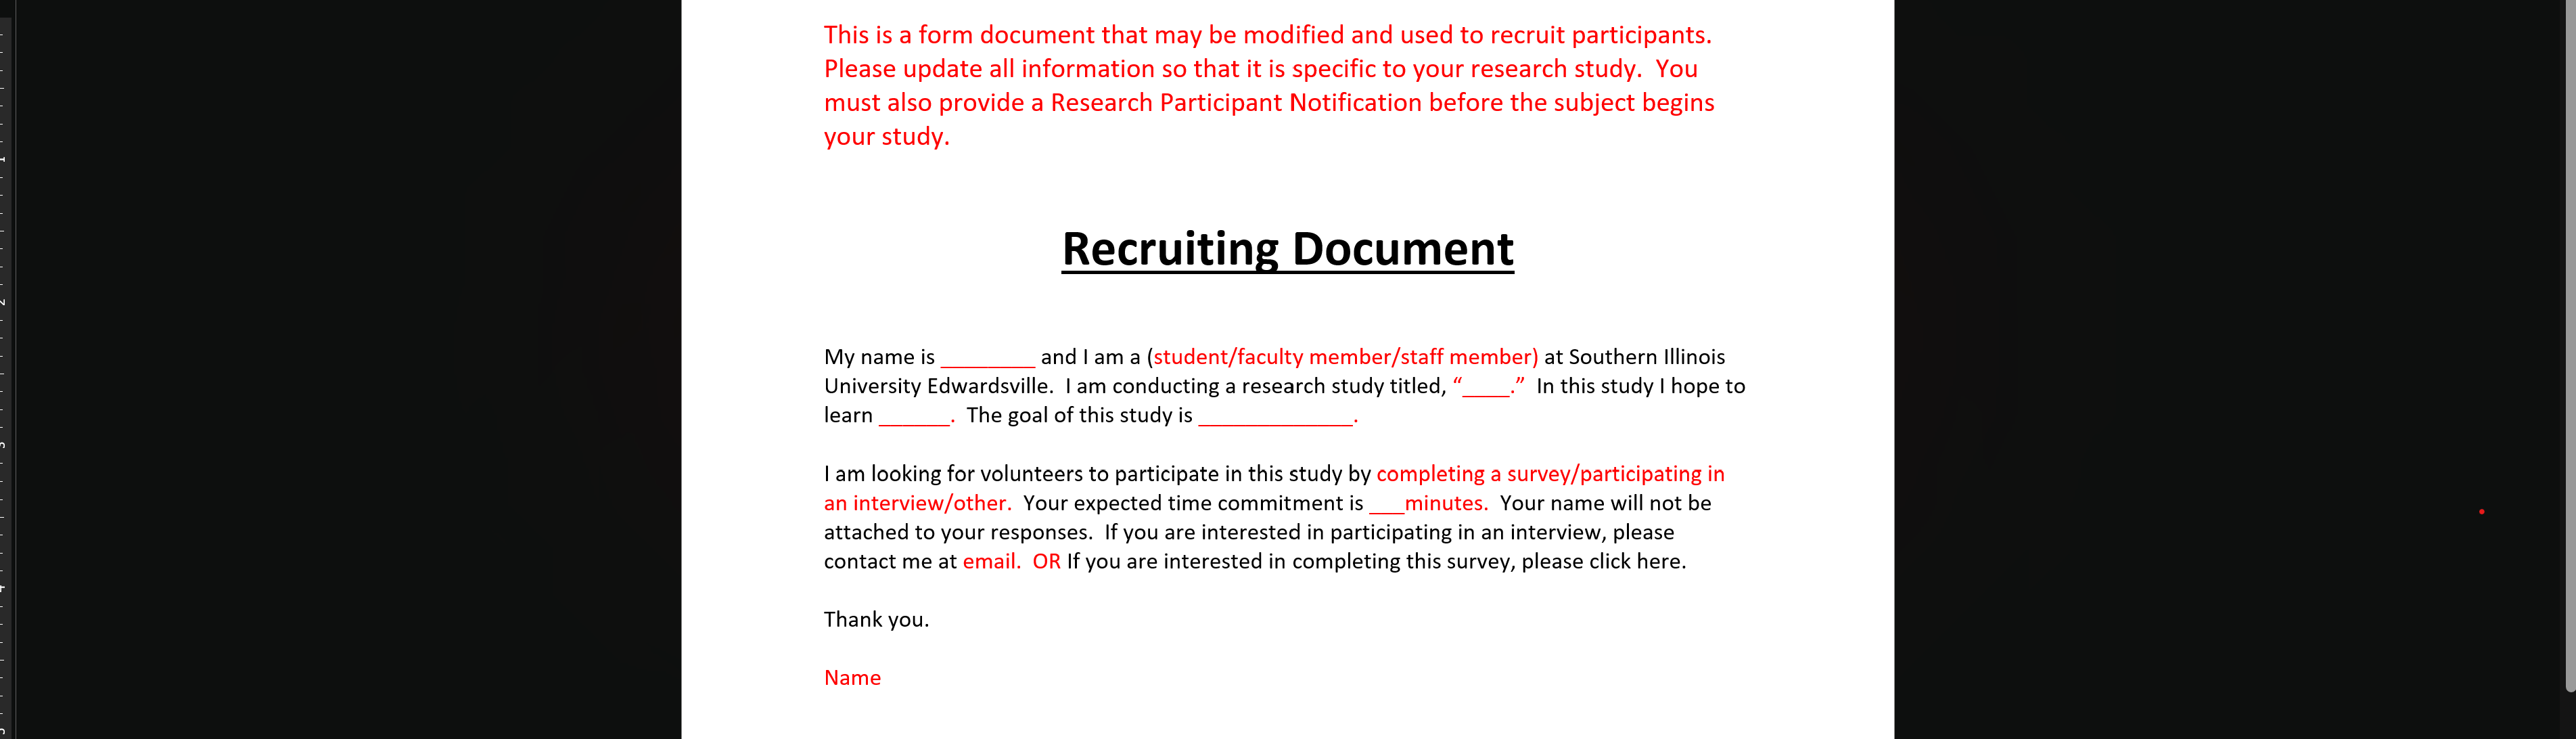 This is a form document that may be modified and used to recruit participants.
Please update all information so that it is specific to your research study.  You
must also provide a Research Participant Notification before the subject begins
your study.
Recruiting Document
My name is ________ and I am a (student/faculty member/staff member) at Southern Illinois
University Edwardsville.  I am conducting a research study titled, “____.”  In this study I hope to
learn ______.  The goal of this study is _____________.
I am looking for volunteers to participate in this study by completing a survey/participating in
an interview/other.  Your expected time commitment is ___minutes.  Your name will not be
attached to your responses.  If you are interested in participating in an interview, please
contact me at email.  OR If you are interested in completing this survey, please click here.
Thank you.
Name